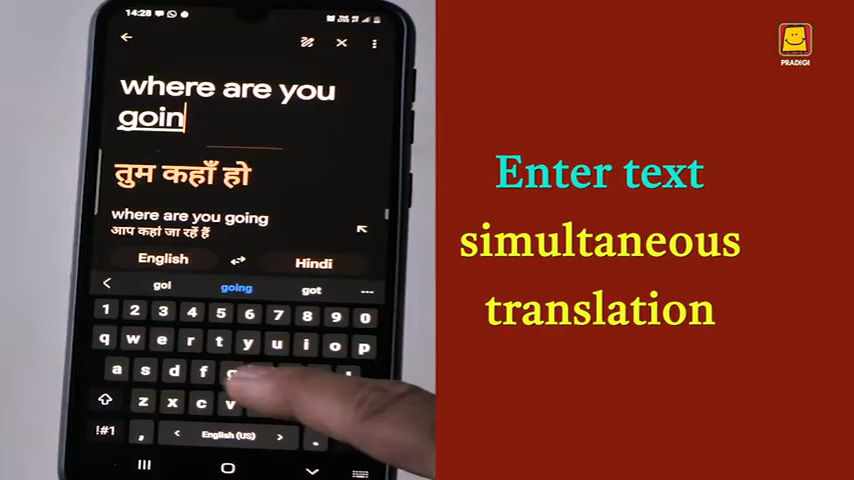 14:28
where are you
goin
तुम कहाँ हो
where are you going
आप कहां जा रहें हैं
English
Hindi
goi going got
1 2 3 4 5 6 7 8 9 0
q w e r t y u i o p
a s d f g
z x c v
!#1 , English (US) .
PRADIGI
Enter text
simultaneous
translation